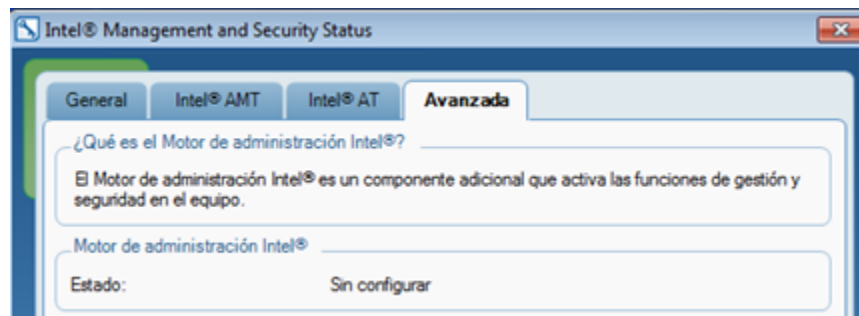 Intel® Management and Security Status
General Intel® AMT Intel® AT Avanzada
¿Qué es el Motor de administración Intel®?
El Motor de administración Intel® es un componente adicional que activa las funciones de gestión y
seguridad en el equipo.
Motor de administración Intel®
Estado: Sin configurar